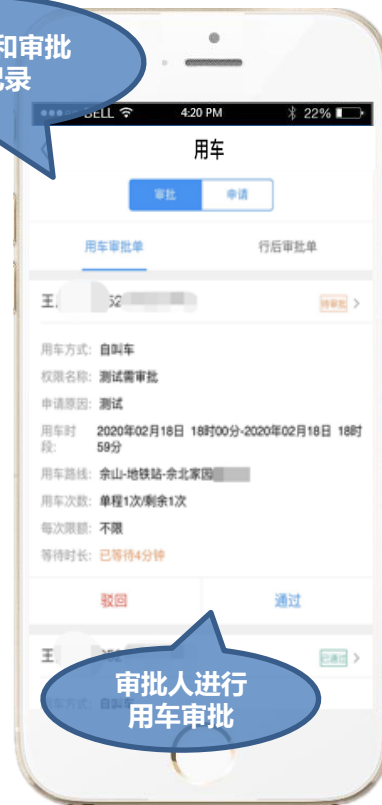 和审批
记录
BELL 4:20 PM 22%
用车
审批 申请
用车审批单 行后审批单
王 52 待审批
用车方式: 自叫车
权限名称: 测试需审批
申请原因: 测试
用车时 2020年02月18日 18时00分-2020年02月18日 18时
段: 59分
用车路线: 佘山-地铁站-佘北家园
用车次数: 单程1次/剩余1次
每次限额: 不限
等待时长: 已等待4分钟
驳回 通过
王 已通过
审批人进行
用车审批
用车方式: 自叫车